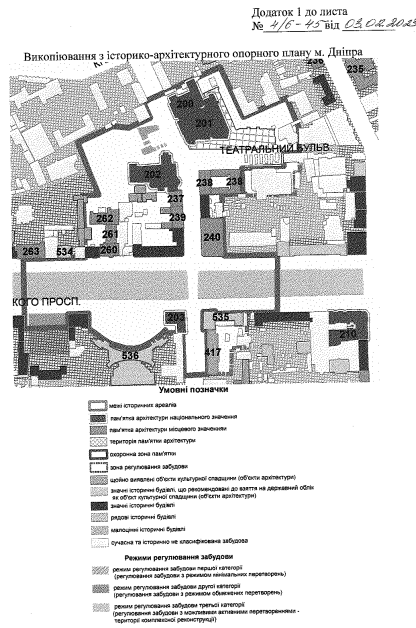 Додаток 1 до листа
№ 4/6-45 від 03.02.2023
Викопіювання з історико-архітектурного опорного плану м. Дніпра
236
235
200
201
ТЕАТРАЛЬНИЙ БУЛЬВ.
202
238
238
237
262
239
261
240
263
534
260
КОГО ПРОСП.
203
535
536
417
210
Умовні позначки
межі історичних ареалів
пам'ятка архітектури національного значення
пам'ятка архітектури місцевого значення
територія пам'ятки архітектури
охоронна зона пам'ятки
зона регулювання забудови
щойно виявлені об'єкти культурної спадщини (об'єкти архітектури)
значні історичні будівлі, що рекомендовані до взяття на державний облік
як об'єкт культурної спадщини (об'єкти архітектури)
значні історичні будівлі
рядові історичні будівлі
малоцінні історичні будівлі
сучасна та історично не класифікована забудова
Режими регулювання забудови
режим регулювання забудови першої категорії
(регулювання забудови з режимом мінімальних перетворень)
режим регулювання забудови другої категорії
(регулювання забудови з режимом обмежених перетворень)
режим регулювання забудови третьої категорії
(регулювання забудови з можливими активними перетвореннями -
території комплексної реконструкції)